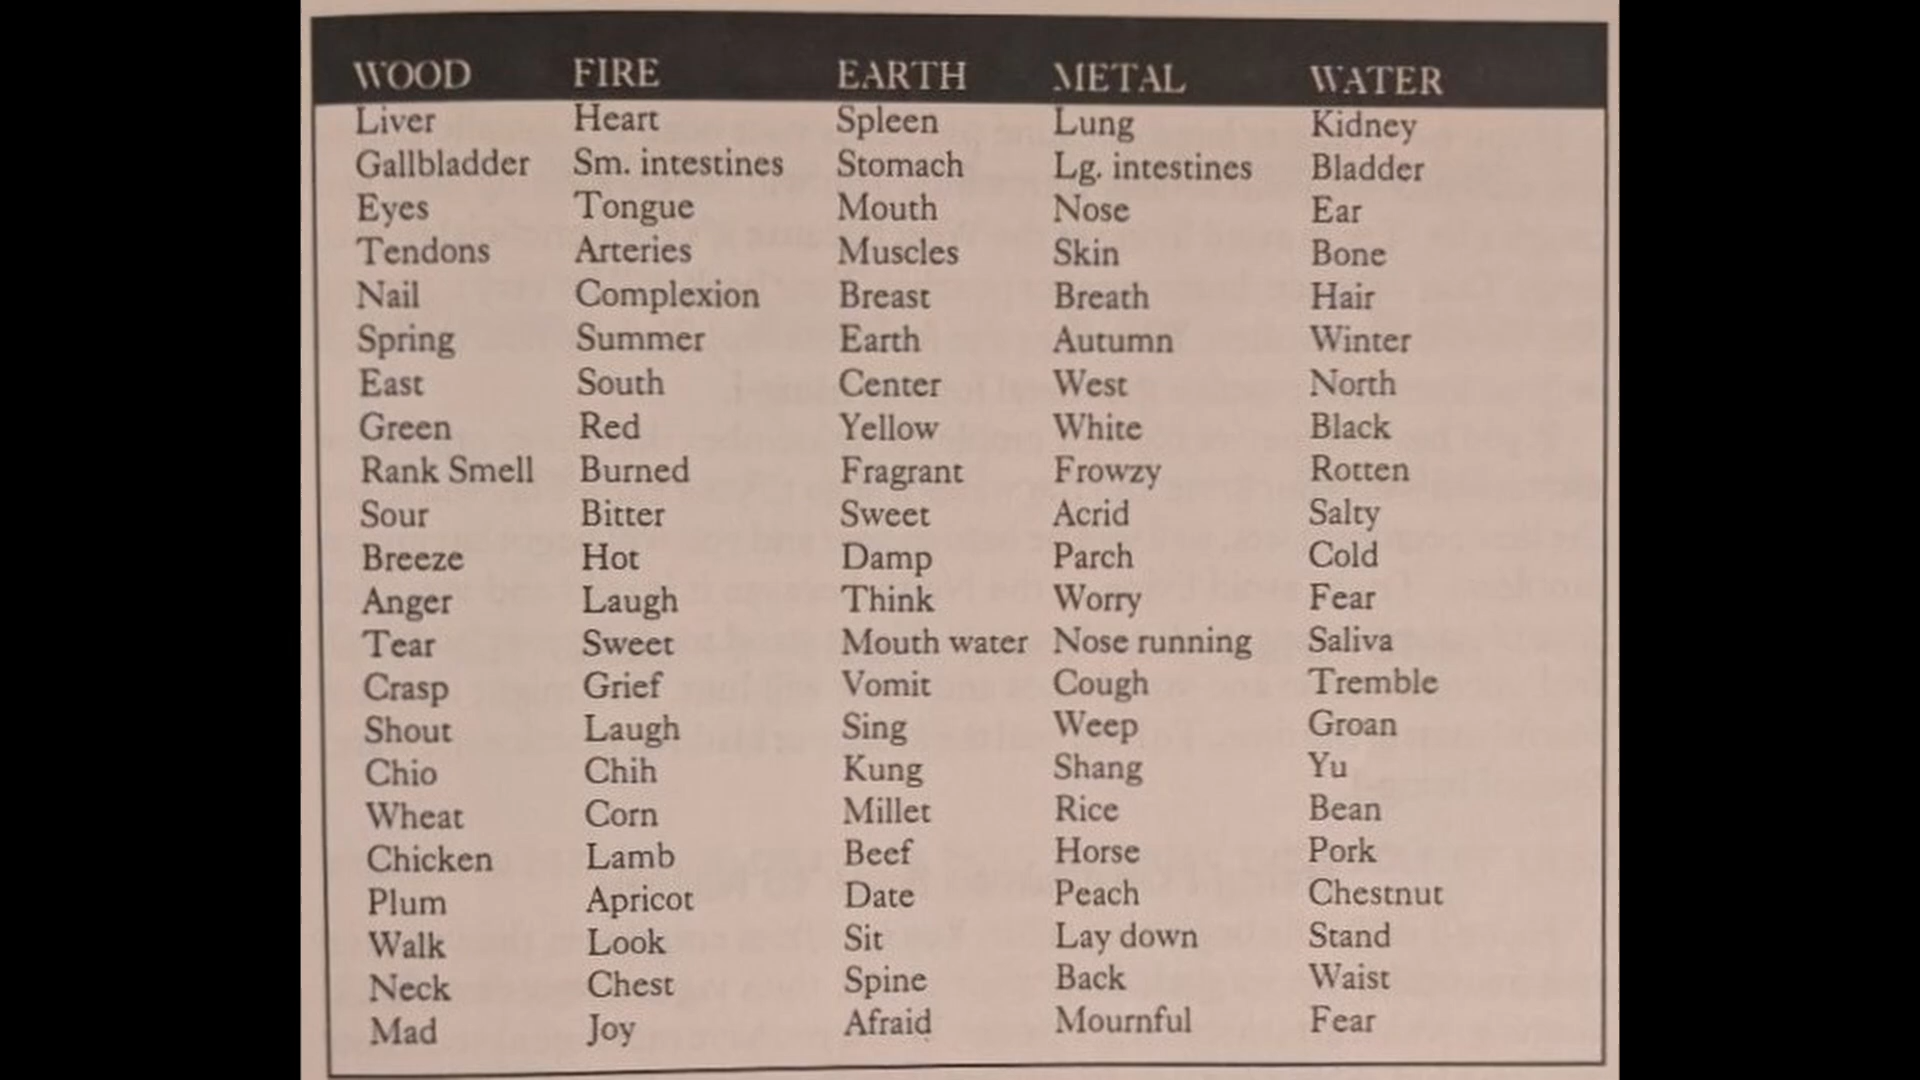 WOOD FIRE EARTH METAL WATER
Liver Heart Spleen Lung Kidney
Gallbladder Sm. intestines Stomach Lg. intestines Bladder
Eyes Tongue Mouth Nose Ear
Tendons Arteries Muscles Skin Bone
Nail Complexion Breast Breath Hair
Spring Summer Earth Autumn Winter
East South Center West North
Green Red Yellow White Black
Rank Smell Burned Fragrant Frowzy Rotten
Sour Bitter Sweet Acrid Salty
Breeze Hot Damp Parch Cold
Anger Laugh Think Worry Fear
Tear Sweet Mouth water Nose running Saliva
Crasp Grief Vomit Cough Tremble
Shout Laugh Sing Weep Groan
Chio Chih Kung Shang Yu
Wheat Corn Millet Rice Bean
Chicken Lamb Beef Horse Pork
Plum Apricot Date Peach Chestnut
Walk Look Sit Lay down Stand
Neck Chest Spine Back Waist
Mad Joy Afraid Mournful Fear